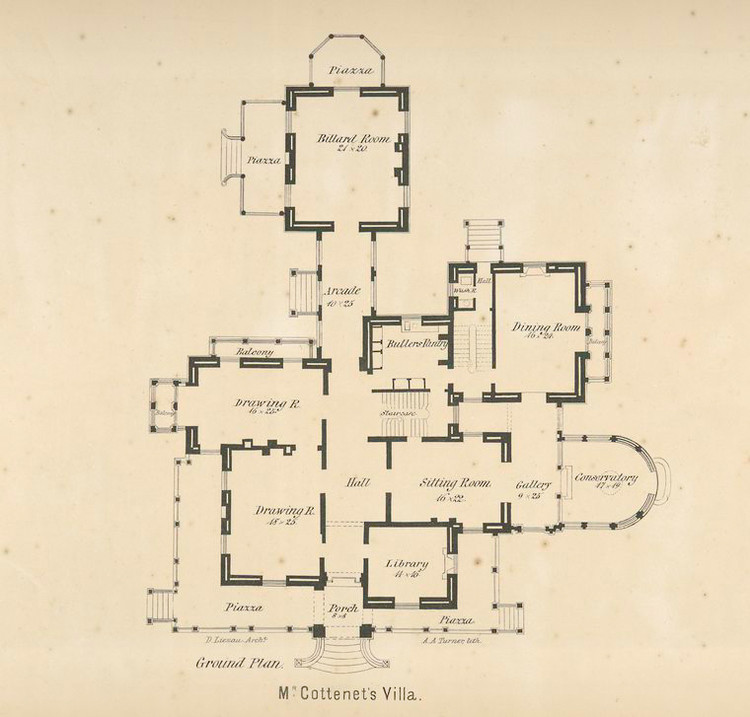 Piazza
Billard Room
21 × 20.
Piazza
Hall
Wash R.
Arcade
10 × 25
Dining Room
16 × 24.
Butlers Pantry
Balcony
Balcony
Drawing R.
16 × 25
Balcony
Staircase
Hall
Sitting Room
16 × 22.
Gallery
9 × 25
Conservatory
17 × 19
Drawing R.
18 × 25.
Library
14 × 16
Piazza
Porch
8 × 8
Piazza
D. Lienau Archt.
A. A. Turner, lith.
Ground Plan.
Mr. Cottenet's Villa.